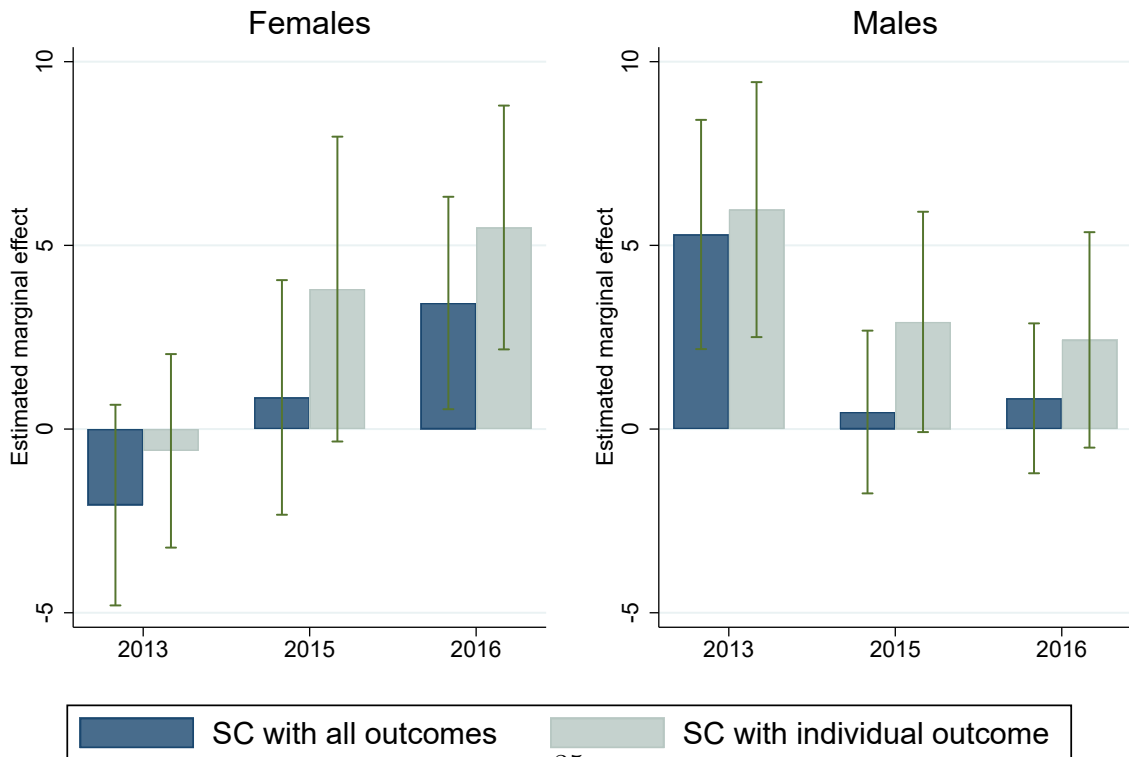 Females
Males
Estimated marginal effect
10
5
0
-5
2013
2015
2016
Estimated marginal effect
10
5
0
-5
2013
2015
2016
SC with all outcomes
SC with individual outcome